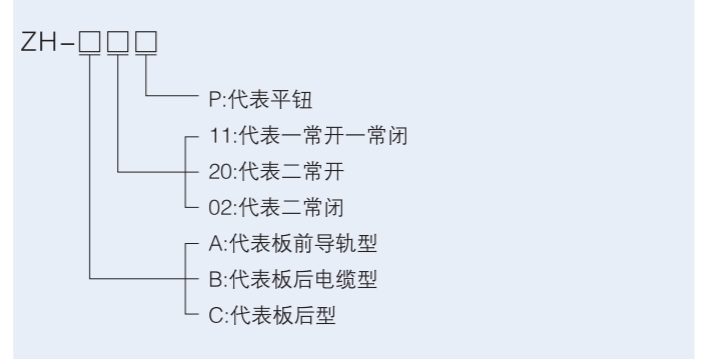 ZH-□□□
P:代表平钮
11:代表一常开一常闭
20:代表二常开
02:代表二常闭
A:代表板前导轨型
B:代表板后电缆型
C:代表板后型